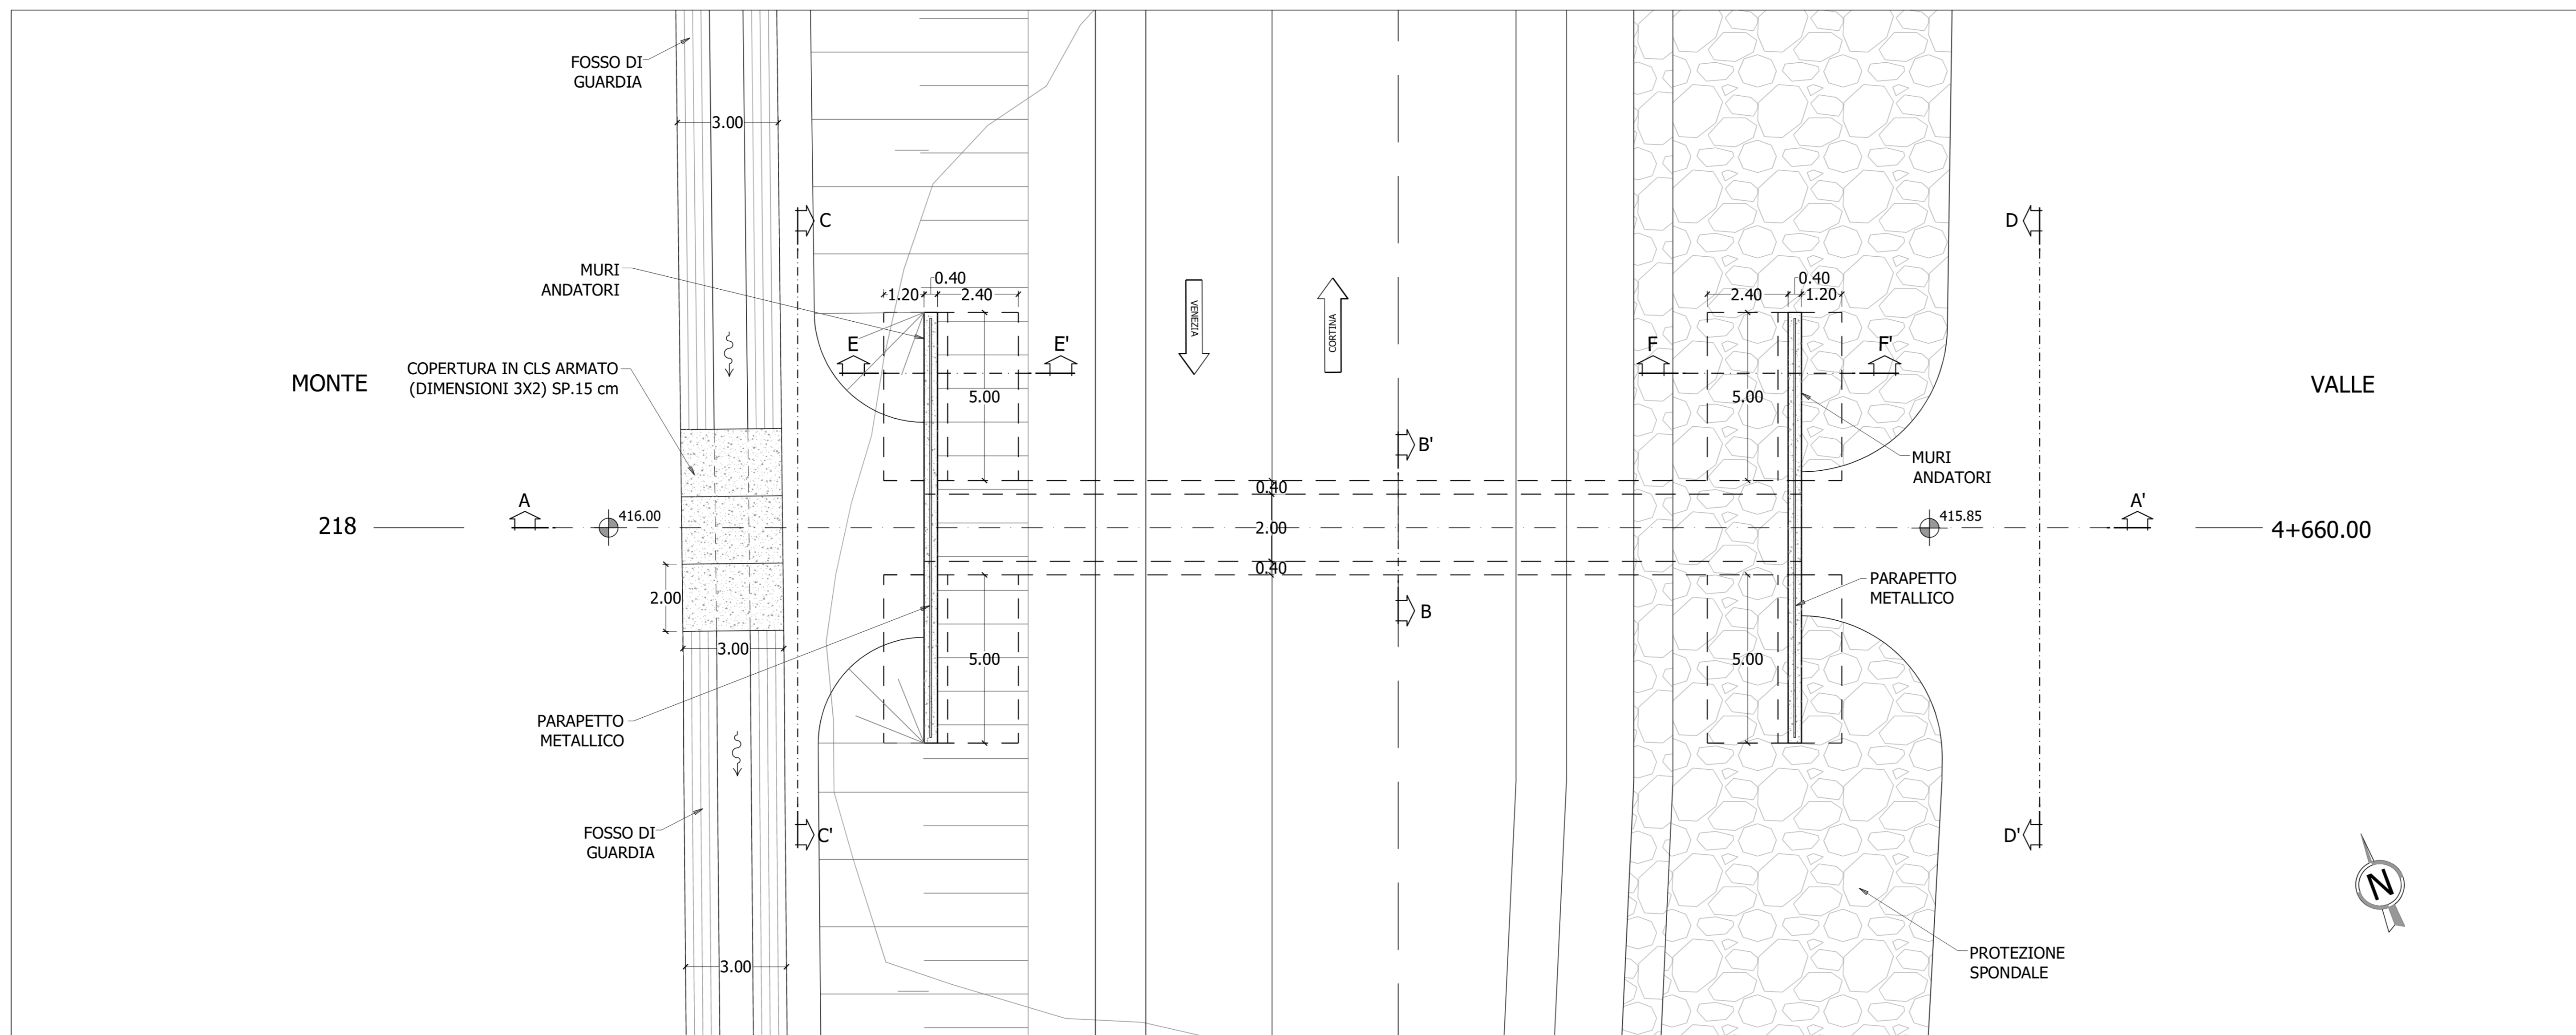 FOSSO DI
GUARDIA
3.00
C
D
MURI
ANDATORI
0.40
1.20
2.40
0.40
2.40
1.20
VENEZIA
CORTINA
E
E'
F
F'
COPERTURA IN CLS ARMATO
(DIMENSIONI 3X2) SP.15 cm
MONTE
VALLE
5.00
5.00
B'
MURI
ANDATORI
0.40
A
A'
218
416.00
2.00
415.85
4+660.00
0.40
PARAPETTO
METALLICO
2.00
B
3.00
5.00
5.00
PARAPETTO
METALLICO
FOSSO DI
GUARDIA
C'
D'
N
3.00
PROTEZIONE
SPONDALE